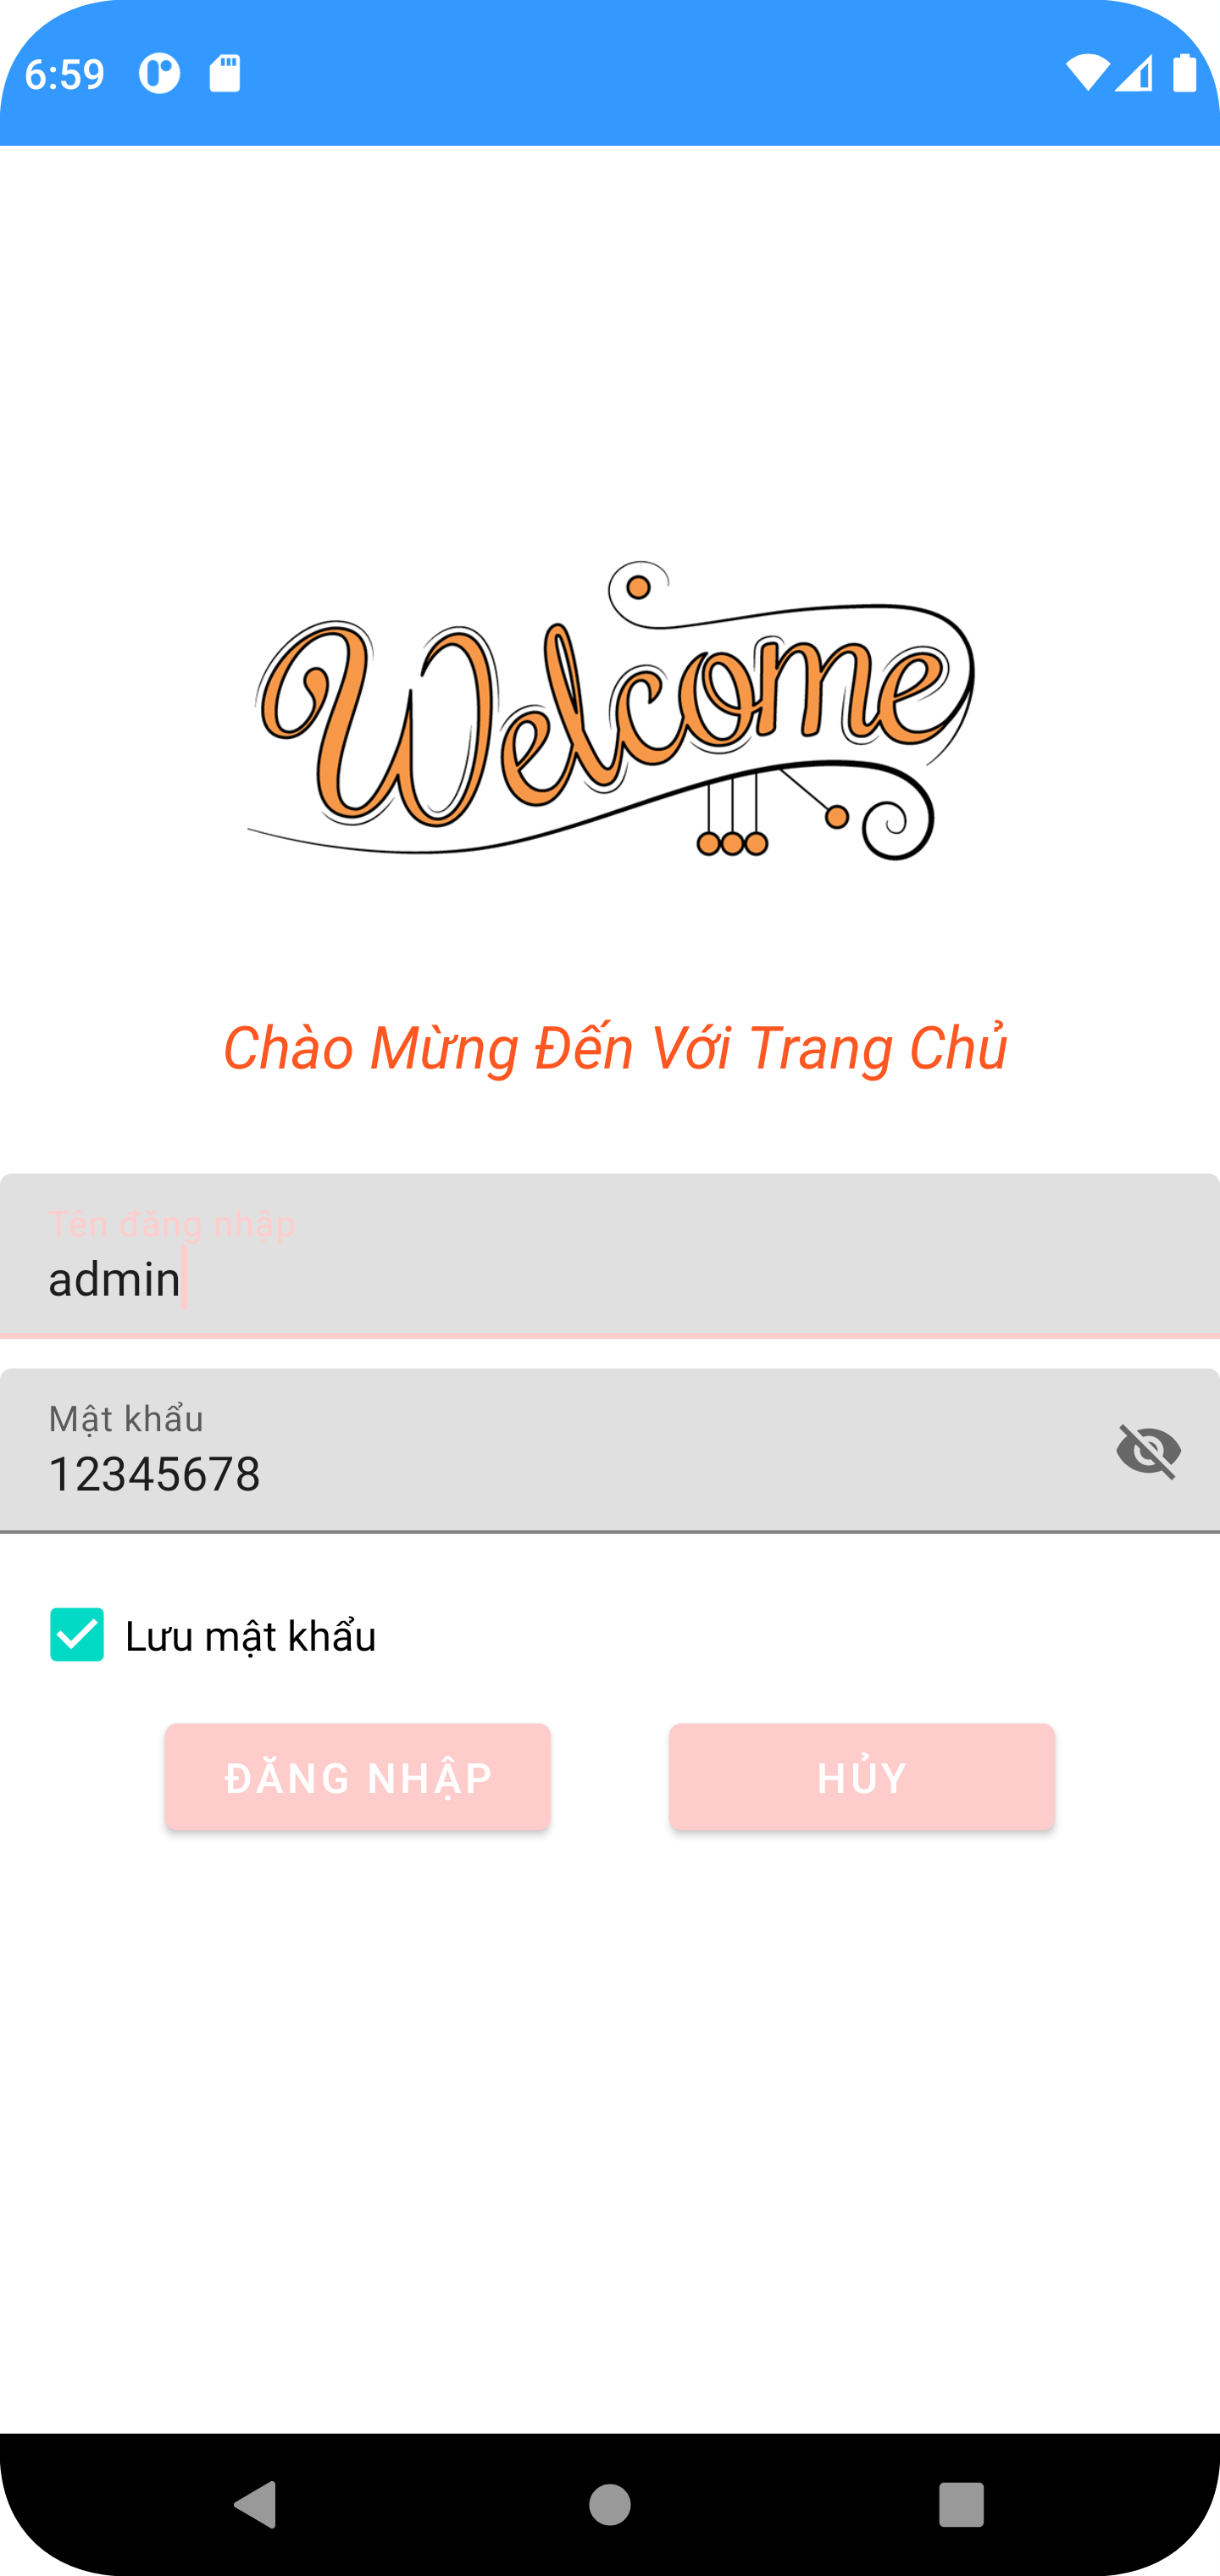 6:59
Welcome
Chào Mừng Đến Với Trang Chủ
Tên đăng nhập
admin
Mật khẩu
12345678
Lưu mật khẩu
ĐĂNG NHẬP
HỦY